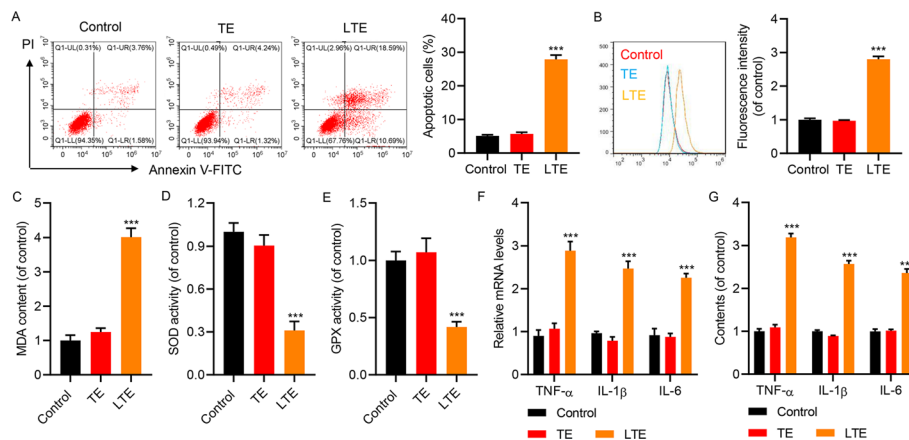 A
Control
TE
LTE
PI
Q1-UL(0.31%)
Q1-UR(3.76%)
Q1-LL(94.35%)
Q1-LR(1.58%)
Q1-UL(0.49%)
Q1-UR(4.24%)
Q1-LL(93.94%)
Q1-LR(1.32%)
Q1-UL(2.96%)
Q1-UR(18.59%)
Q1-LL(67.76%)
Q1-LR(10.69%)
Annexin V-FITC
Apoptotic cells (%)
40
30
20
10
0
***
Control
TE
LTE
B
400
300
200
100
0
Control
TE
LTE
Fluorescence intensity
(of control)
4
3
2
1
0
***
Control
TE
LTE
C
MDA content (of control)
5
4
3
2
1
0
***
Control
TE
LTE
D
SOD activity (of control)
1.2
0.9
0.6
0.3
0.0
***
Control
TE
LTE
E
GPX activity (of control)
1.5
1.0
0.5
0.0
***
Control
TE
LTE
F
Relative mRNA levels
4
3
2
1
0
***
***
***
TNF-α
IL-1β
IL-6
Control
TE
LTE
G
Contents (of control)
4
3
2
1
0
***
***
**
TNF-α
IL-1β
IL-6
Control
TE
LTE